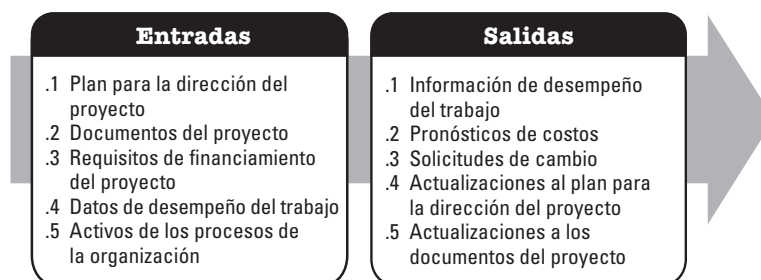 Entradas
.1 Plan para la dirección del
proyecto
.2 Documentos del proyecto
.3 Requisitos de financiamiento
del proyecto
.4 Datos de desempeño del trabajo
.5 Activos de los procesos de
la organización
Salidas
.1 Información de desempeño
del trabajo
.2 Pronósticos de costos
.3 Solicitudes de cambio
.4 Actualizaciones al plan para
la dirección del proyecto
.5 Actualizaciones a los
documentos del proyecto